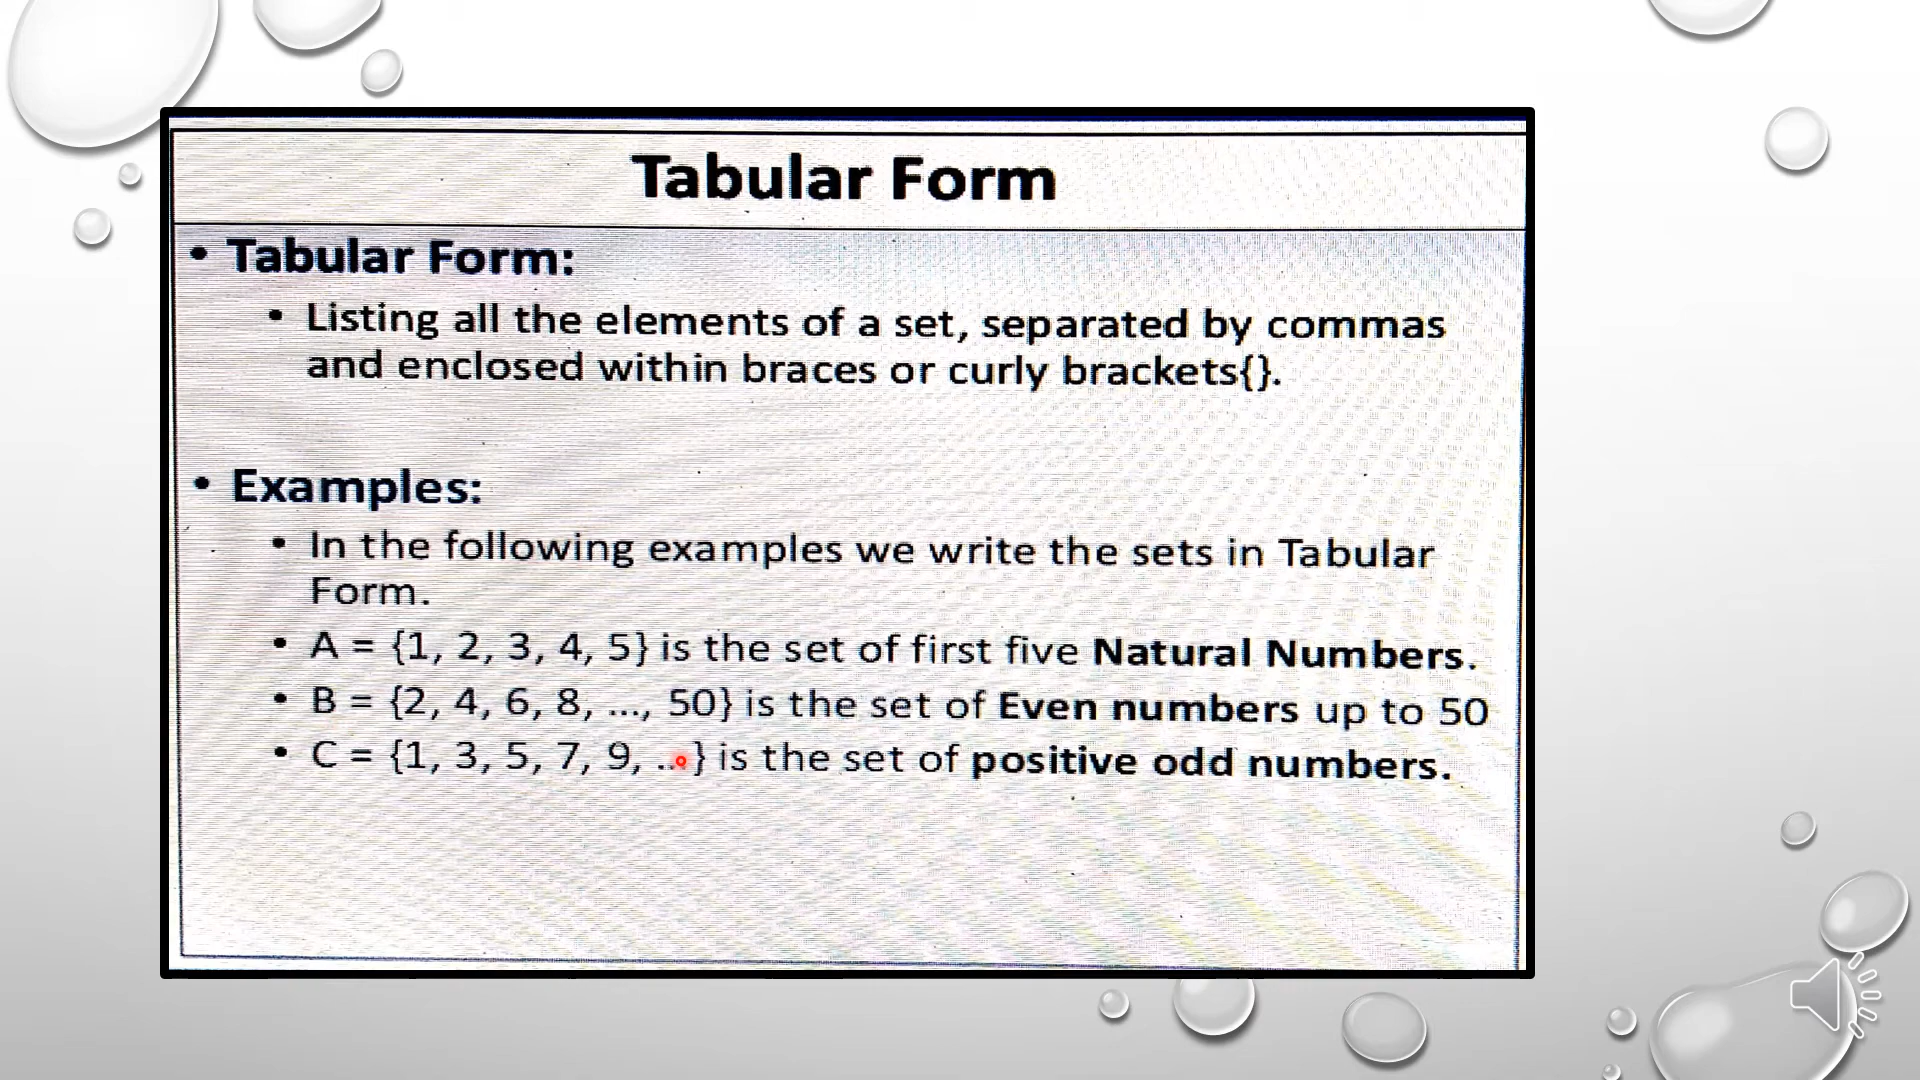 Tabular Form
• Tabular Form:
• Listing all the elements of a set, separated by commas
and enclosed within braces or curly brackets{}.
• Examples:
• In the following examples we write the sets in Tabular
Form.
• A = {1, 2, 3, 4, 5} is the set of first five Natural Numbers.
• B = {2, 4, 6, 8, ..., 50} is the set of Even numbers up to 50
• C = {1, 3, 5, 7, 9, ...} is the set of positive odd numbers.